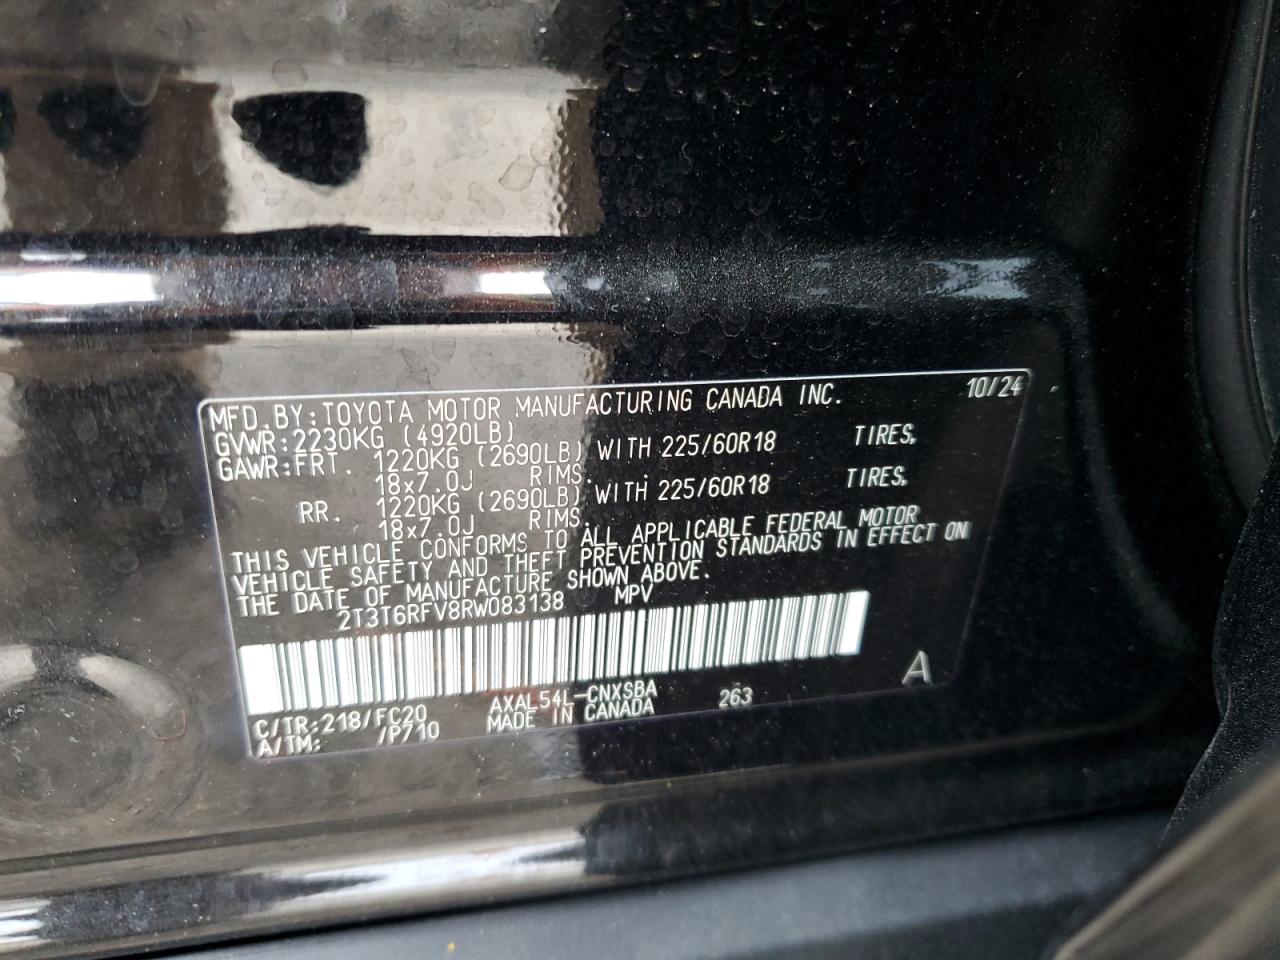 MFD.BY:TOYOTA MOTOR MANUFACTURING CANADA INC. 10/24
GVWR:2230KG (4920LB)
GAWR:FRT. 1220KG (2690LB) WITH 225/60R18 TIRES,
18x7.0J RIMS.
RR. 1220KG (2690LB) WITH 225/60R18 TIRES,
18x7.0J RIMS.
THIS VEHICLE CONFORMS TO ALL APPLICABLE FEDERAL MOTOR
VEHICLE SAFETY AND THEFT PREVENTION STANDARDS IN EFFECT ON
THE DATE OF MANUFACTURE SHOWN ABOVE.
2T3T6RFV8RW083138 MPV
C/TR:218/FC20 AXAL54L-CNXSBA 263 A
A/TM: /P710 MADE IN CANADA